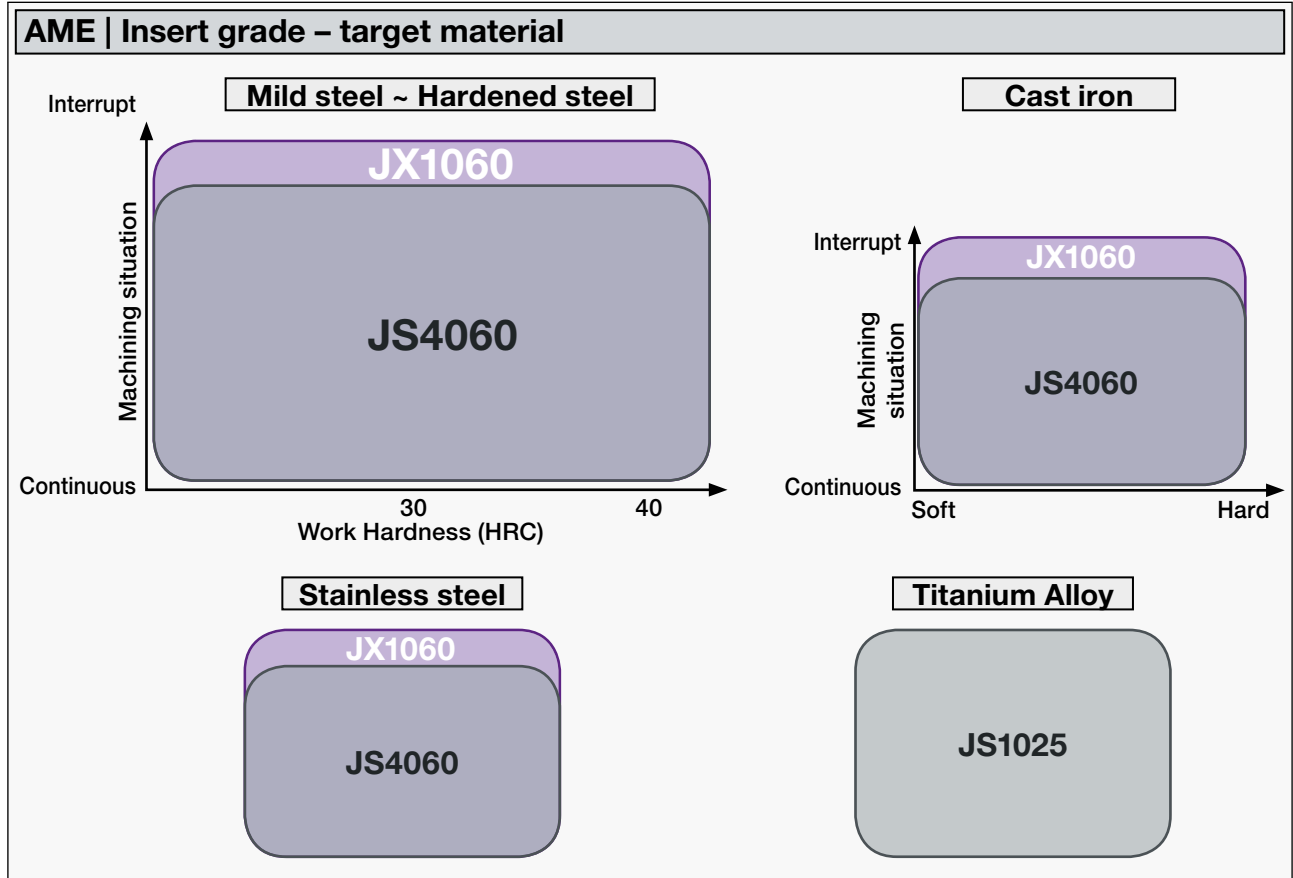 AME | Insert grade – target material
Mild steel ~ Hardened steel
Interrupt
Machining situation
Continuous
JX1060
JS4060
30
40
Work Hardness (HRC)
Cast iron
Interrupt
Machining
situation
Continuous
JX1060
JS4060
Soft
Hard
Stainless steel
JX1060
JS4060
Titanium Alloy
JS1025